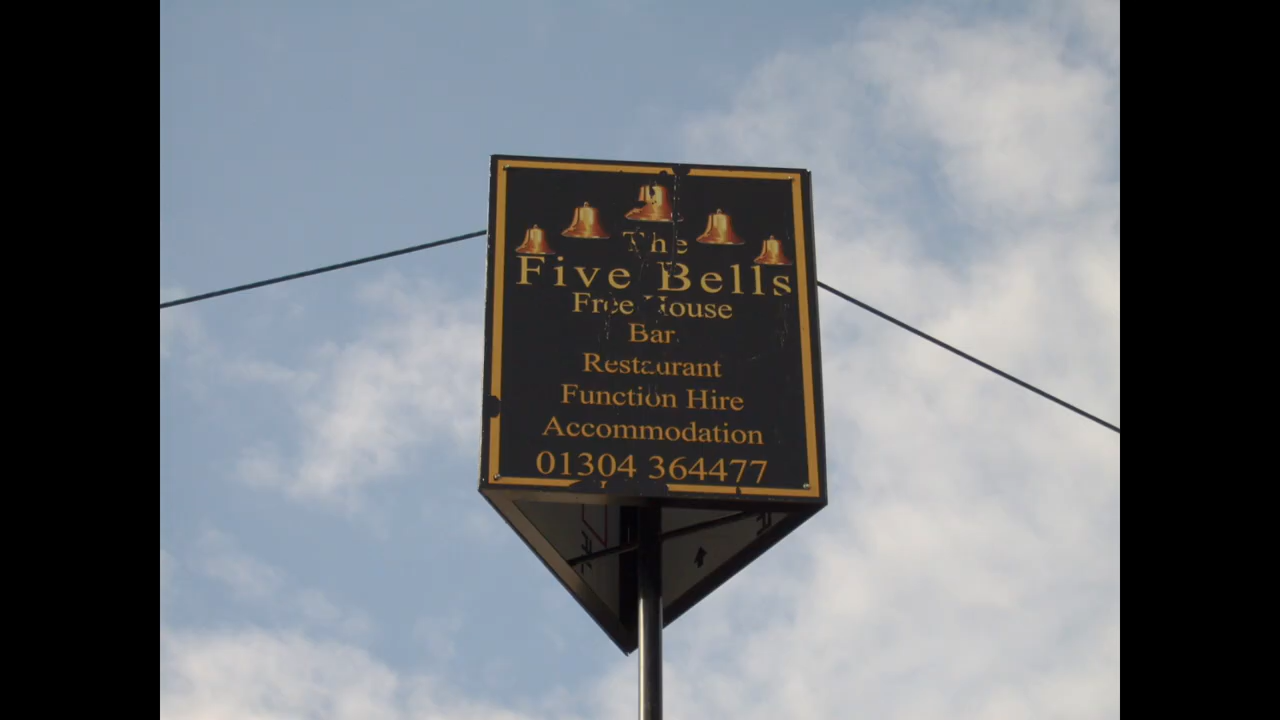 The
Five Bells
Free House
Bar
Restaurant
Function Hire
Accommodation
01304 364477